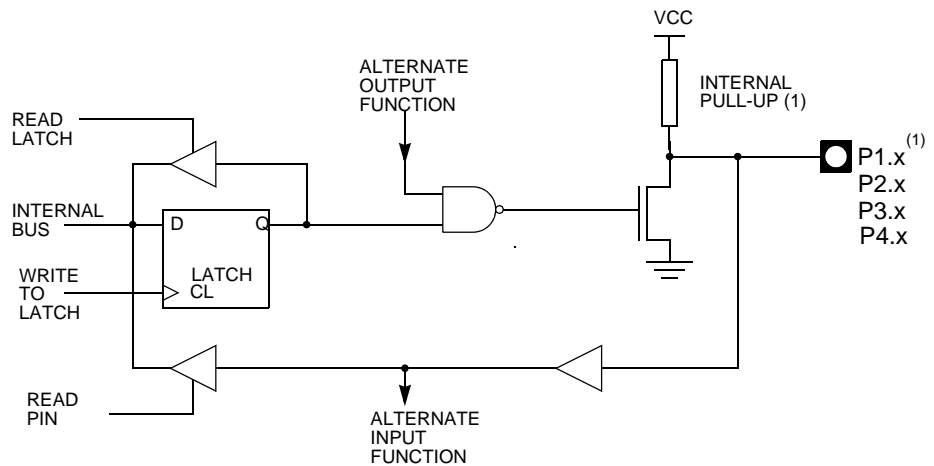 VCC
ALTERNATE
OUTPUT
FUNCTION
INTERNAL
PULL-UP (1)
READ
LATCH
P1.x(1)
P2.x
P3.x
P4.x
INTERNAL
BUS
D
Q
LATCH
CL
WRITE
TO
LATCH
READ
PIN
ALTERNATE
INPUT
FUNCTION